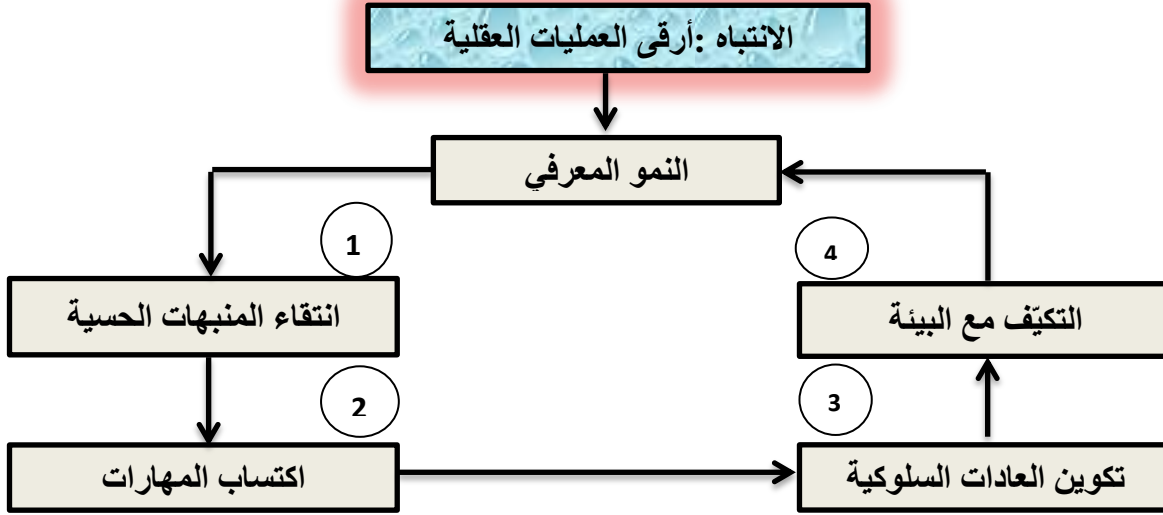 الانتباه :أرقى العمليات العقلية
النمو المعرفي
1
انتقاء المنبهات الحسية
2
اكتساب المهارات
3
تكوين العادات السلوكية
4
التكيّف مع البيئة